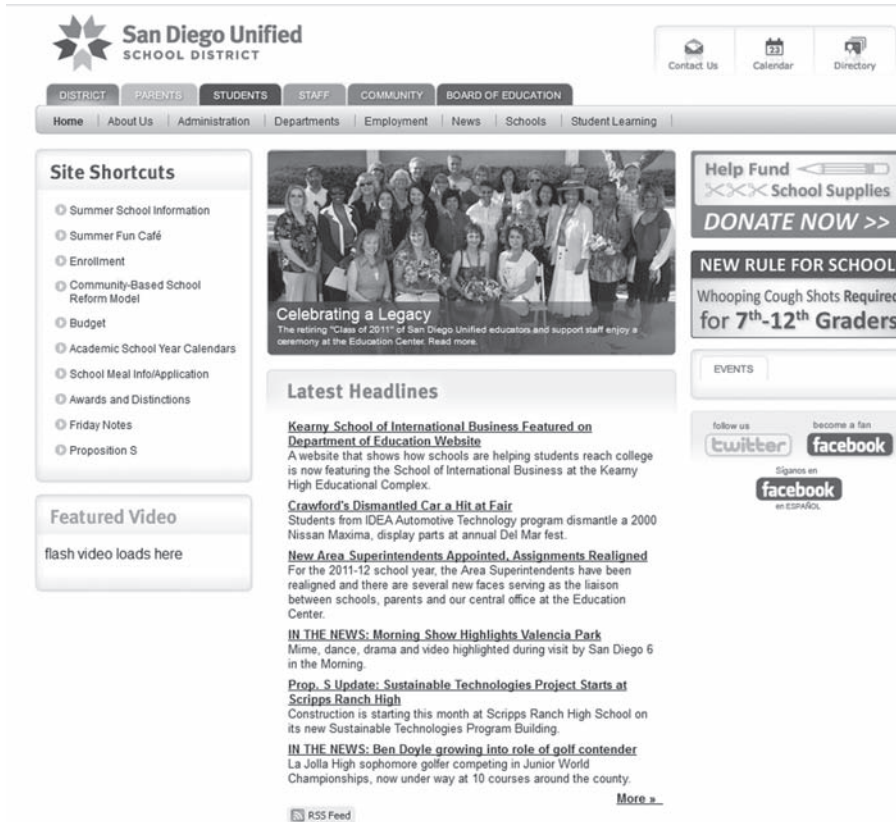 San Diego Unified
SCHOOL DISTRICT
23
Contact Us
Calendar
Directory
DISTRICT
PARENTS
STUDENTS
STAFF
COMMUNITY
BOARD OF EDUCATION
Home
About Us
Administration
Departments
Employment
News
Schools
Student Learning
Site Shortcuts
Summer School Information
Summer Fun Café
Enrollment
Community-Based School
Reform Model
Budget
Academic School Year Calendars
School Meal Info/Application
Awards and Distinctions
Friday Notes
Proposition S
Featured Video
flash video loads here
Celebrating a Legacy
The retiring "Class of 2011" of San Diego Unified educators and support staff enjoy a
ceremony at the Education Center. Read more.
Latest Headlines
Kearny School of International Business Featured on
Department of Education Website
A website that shows how schools are helping students reach college
is now featuring the School of International Business at the Kearny
High Educational Complex.
Crawford's Dismantled Car a Hit at Fair
Students from IDEA Automotive Technology program dismantle a 2000
Nissan Maxima, display parts at annual Del Mar fest.
New Area Superintendents Appointed, Assignments Realigned
For the 2011-12 school year, the Area Superintendents have been
realigned and there are several new faces serving as the liaison
between schools, parents and our central office at the Education
Center.
IN THE NEWS: Morning Show Highlights Valencia Park
Mime, dance, drama and video highlighted during visit by San Diego 6
in the Morning.
Prop. S Update: Sustainable Technologies Project Starts at
Scripps Ranch High
Construction is starting this month at Scripps Ranch High School on
its new Sustainable Technologies Program Building.
IN THE NEWS: Ben Doyle growing into role of golf contender
La Jolla High sophomore golfer competing in Junior World
Championships, now under way at 10 courses around the county.
More »
RSS Feed
Help Fund
School Supplies
DONATE NOW >>
NEW RULE FOR SCHOOL
Whooping Cough Shots Required
for 7th-12th Graders
EVENTS
follow us
twitter
become a fan
facebook
Síganos en
facebook
en ESPAÑOL